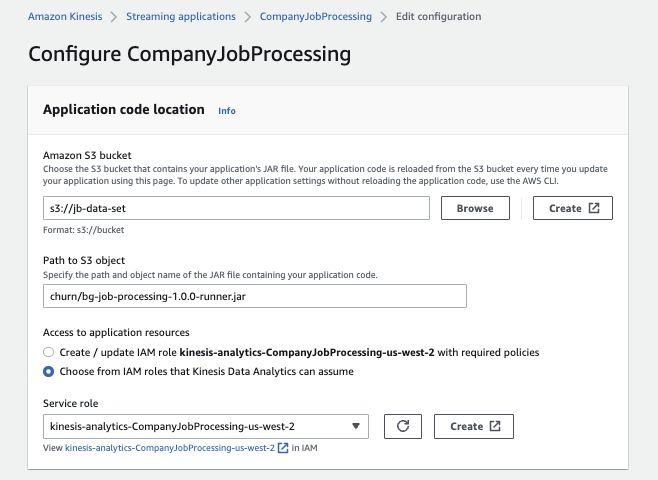 Amazon Kinesis > Streaming applications > CompanyJobProcessing > Edit configuration
Configure CompanyJobProcessing
Application code location Info
Amazon S3 bucket
Choose the S3 bucket that contains your application's JAR file. Your application code is reloaded from the S3 bucket every time you update
your application using this page. To update other application settings without reloading the application code, use the AWS CLI.
s3://jb-data-set Browse Create
Format: s3://bucket
Path to S3 object
Specify the path and object name of the JAR file containing your application code.
churn/bg-job-processing-1.0.0-runner.jar
Access to application resources
Create / update IAM role kinesis-analytics-CompanyJobProcessing-us-west-2 with required policies
Choose from IAM roles that Kinesis Data Analytics can assume
Service role
kinesis-analytics-CompanyJobProcessing-us-west-2 Create
View kinesis-analytics-CompanyJobProcessing-us-west-2 in IAM